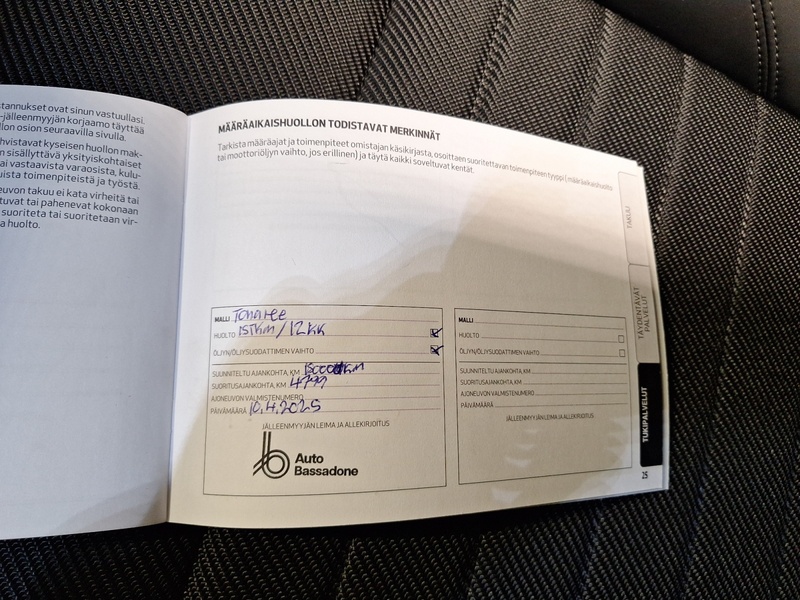 stannukset ovat sinun vastuullasi.
-jälleenmyyjän korjaamo täyttää
llon osion seuraavilla sivulla.
hvistavat kyseisen huollon mak-
n sisällyttävä yksityiskohtaiset
ai vastaavista varaosista, kulu-
uista toimenpiteistä ja työstä.
euvon takuu ei kata virheitä tai
tuvat tai pahenevat kokonaan
suoriteta tai suoritetaan vir-
a huolto.
MÄÄRÄAIKAISHUOLLON TODISTAVAT MERKINNÄT
Tarkista määräajat ja toimenpiteet omistajan käsikirjasta, osoittaen suoritettavan toimenpiteen tyyppi ( määräaikaishuolto
tai moottoriöljyn vaihto, jos erillinen) ja täytä kaikki soveltuvat kentät.
MALLI Tonale
HUOLTO 15TKM/12KK
ÖLJYN/ÖLJYSUODATTIMEN VAIHTO
SUUNNITELTU AJANKOHTA, KM 15000KM
SUORITUSAJANKOHTA, KM 4799
AJONEUVON VALMISTENUMERO
PÄIVÄMÄÄRÄ 10.4.2025
JÄLLEENMYYJÄN LEIMA JA ALLEKIRJOITUS
Auto
Bassadone
MALLI
HUOLTO
ÖLJYN/ÖLJYSUODATTIMEN VAIHTO
SUUNNITELTU AJANKOHTA, KM
SUORITUSAJANKOHTA, KM
AJONEUVON VALMISTENUMERO
PÄIVÄMÄÄRÄ
JÄLLEENMYYJÄN LEIMA JA ALLEKIRJOITUS
TAKUU
TÄYDENTÄVÄT
PALVELUT
TUKIPALVELUT
25